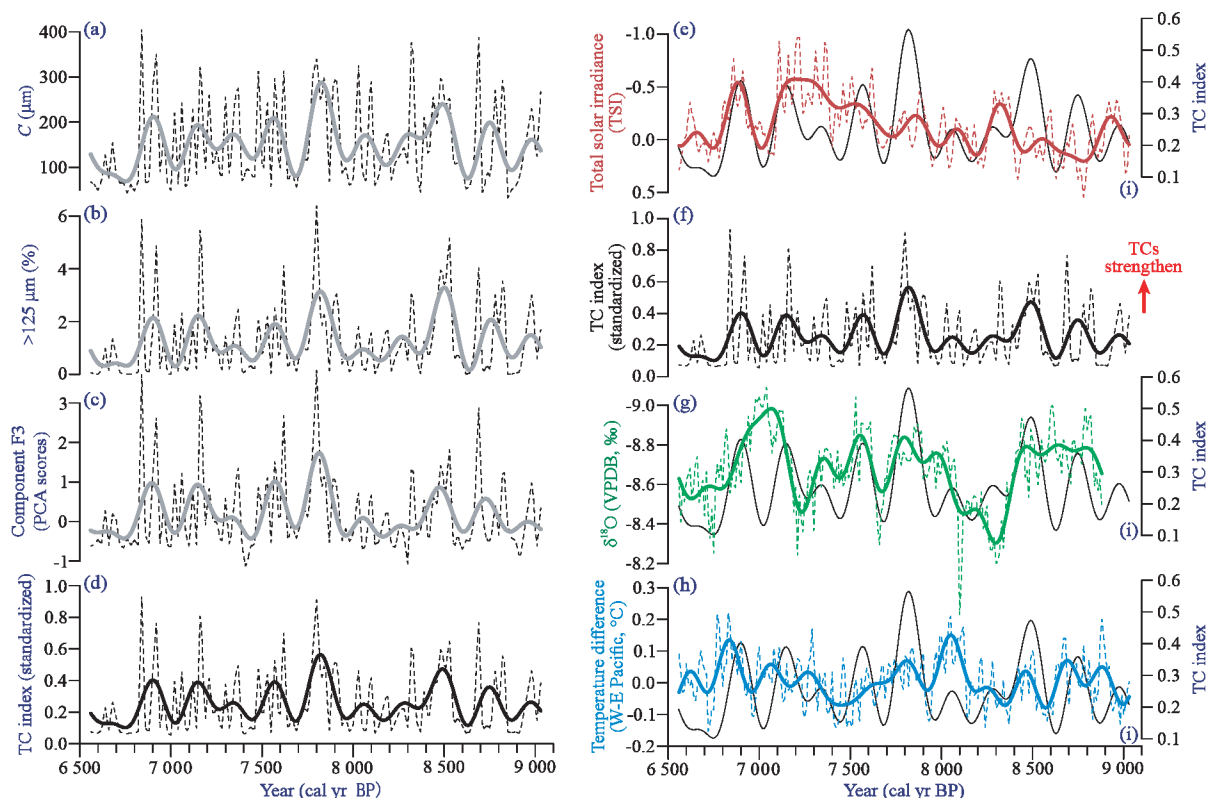 (a)
400
300
200
100
C (μm)
(b)
6
4
2
0
>125 μm (%)
(c)
3
2
1
0
-1
Component F3
(PCA scores)
(d)
1.0
0.8
0.6
0.4
0.2
0.0
TC index (standardized)
6 500
7 000
7 500
8 000
8 500
9 000
Year (cal yr BP)
(e)
-1.0
-0.5
0.0
0.5
Total solar irradiance
(TSI)
0.6
0.5
0.4
0.3
0.2
0.1
TC index
(i)
(f)
1.0
0.8
0.6
0.4
0.2
0.0
TC index
(standardized)
TCs
strengthen
(g)
-9.0
-8.8
-8.6
-8.4
-8.2
δ¹⁸O (VPDB, ‰)
0.6
0.5
0.4
0.3
0.2
0.1
TC index
(i)
(h)
0.3
0.2
0.1
0.0
-0.1
-0.2
Temperature difference
(W-E Pacific, °C)
0.6
0.5
0.4
0.3
0.2
0.1
TC index
(i)
6 500
7 000
7 500
8 000
8 500
9 000
Year (cal yr BP)